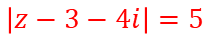 |z − 3 − 4i| = 5